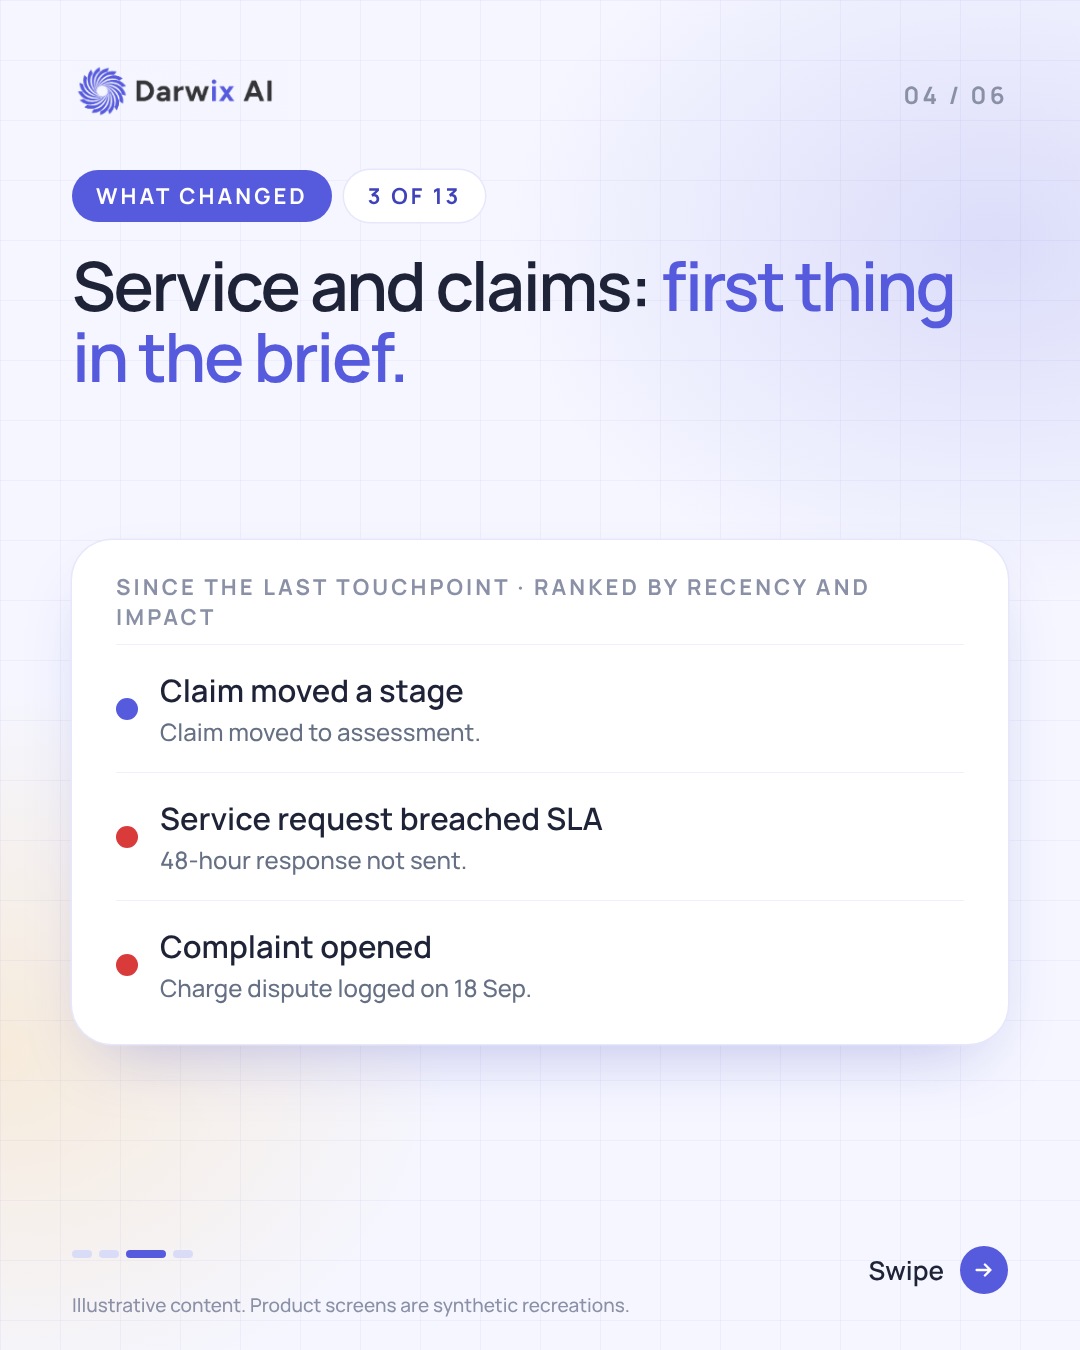 Darwix AI
04 / 06
WHAT CHANGED
3 OF 13
Service and claims: first thing
in the brief.
SINCE THE LAST TOUCHPOINT · RANKED BY RECENCY AND
IMPACT
Claim moved a stage
Claim moved to assessment.
Service request breached SLA
48-hour response not sent.
Complaint opened
Charge dispute logged on 18 Sep.
Swipe
Illustrative content. Product screens are synthetic recreations.